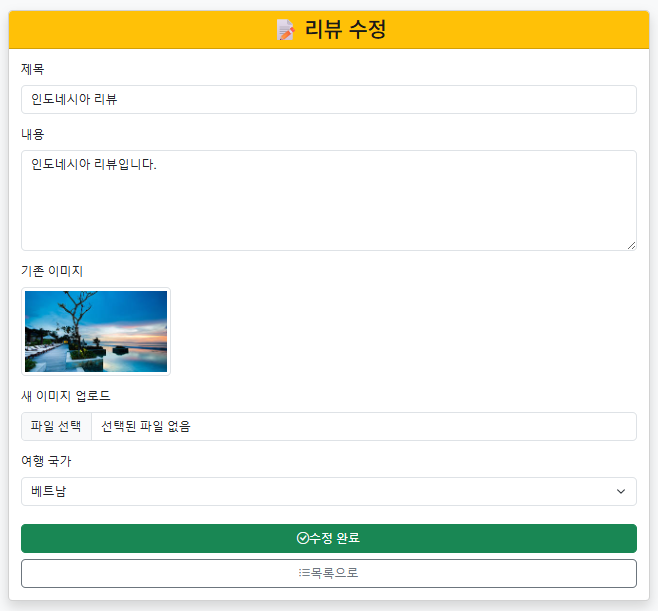 📝 리뷰 수정
제목
인도네시아 리뷰
내용
인도네시아 리뷰입니다.
기존 이미지
새 이미지 업로드
파일 선택 선택된 파일 없음
여행 국가
베트남
수정 완료
목록으로